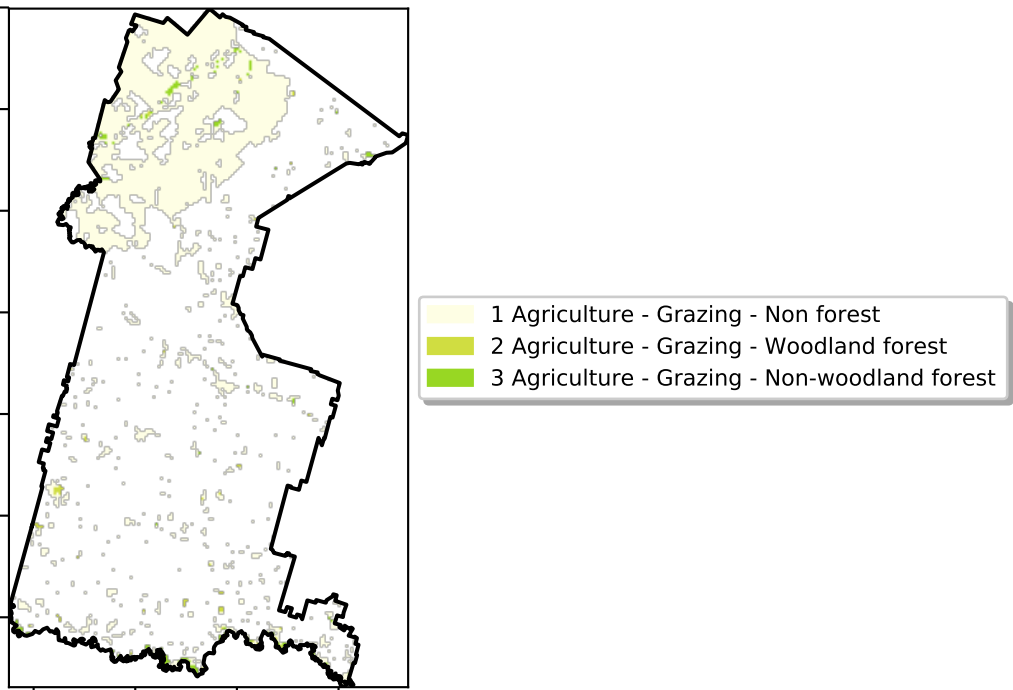 1 Agriculture - Grazing - Non forest
2 Agriculture - Grazing - Woodland forest
3 Agriculture - Grazing - Non-woodland forest